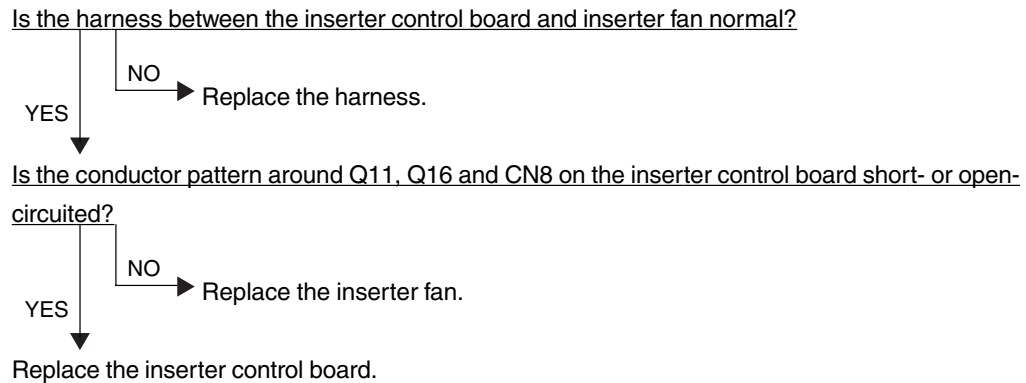 Is the harness between the inserter control board and inserter fan normal?
NO
Replace the harness.
YES
Is the conductor pattern around Q11, Q16 and CN8 on the inserter control board short- or open-
circuited?
NO
Replace the inserter fan.
YES
Replace the inserter control board.